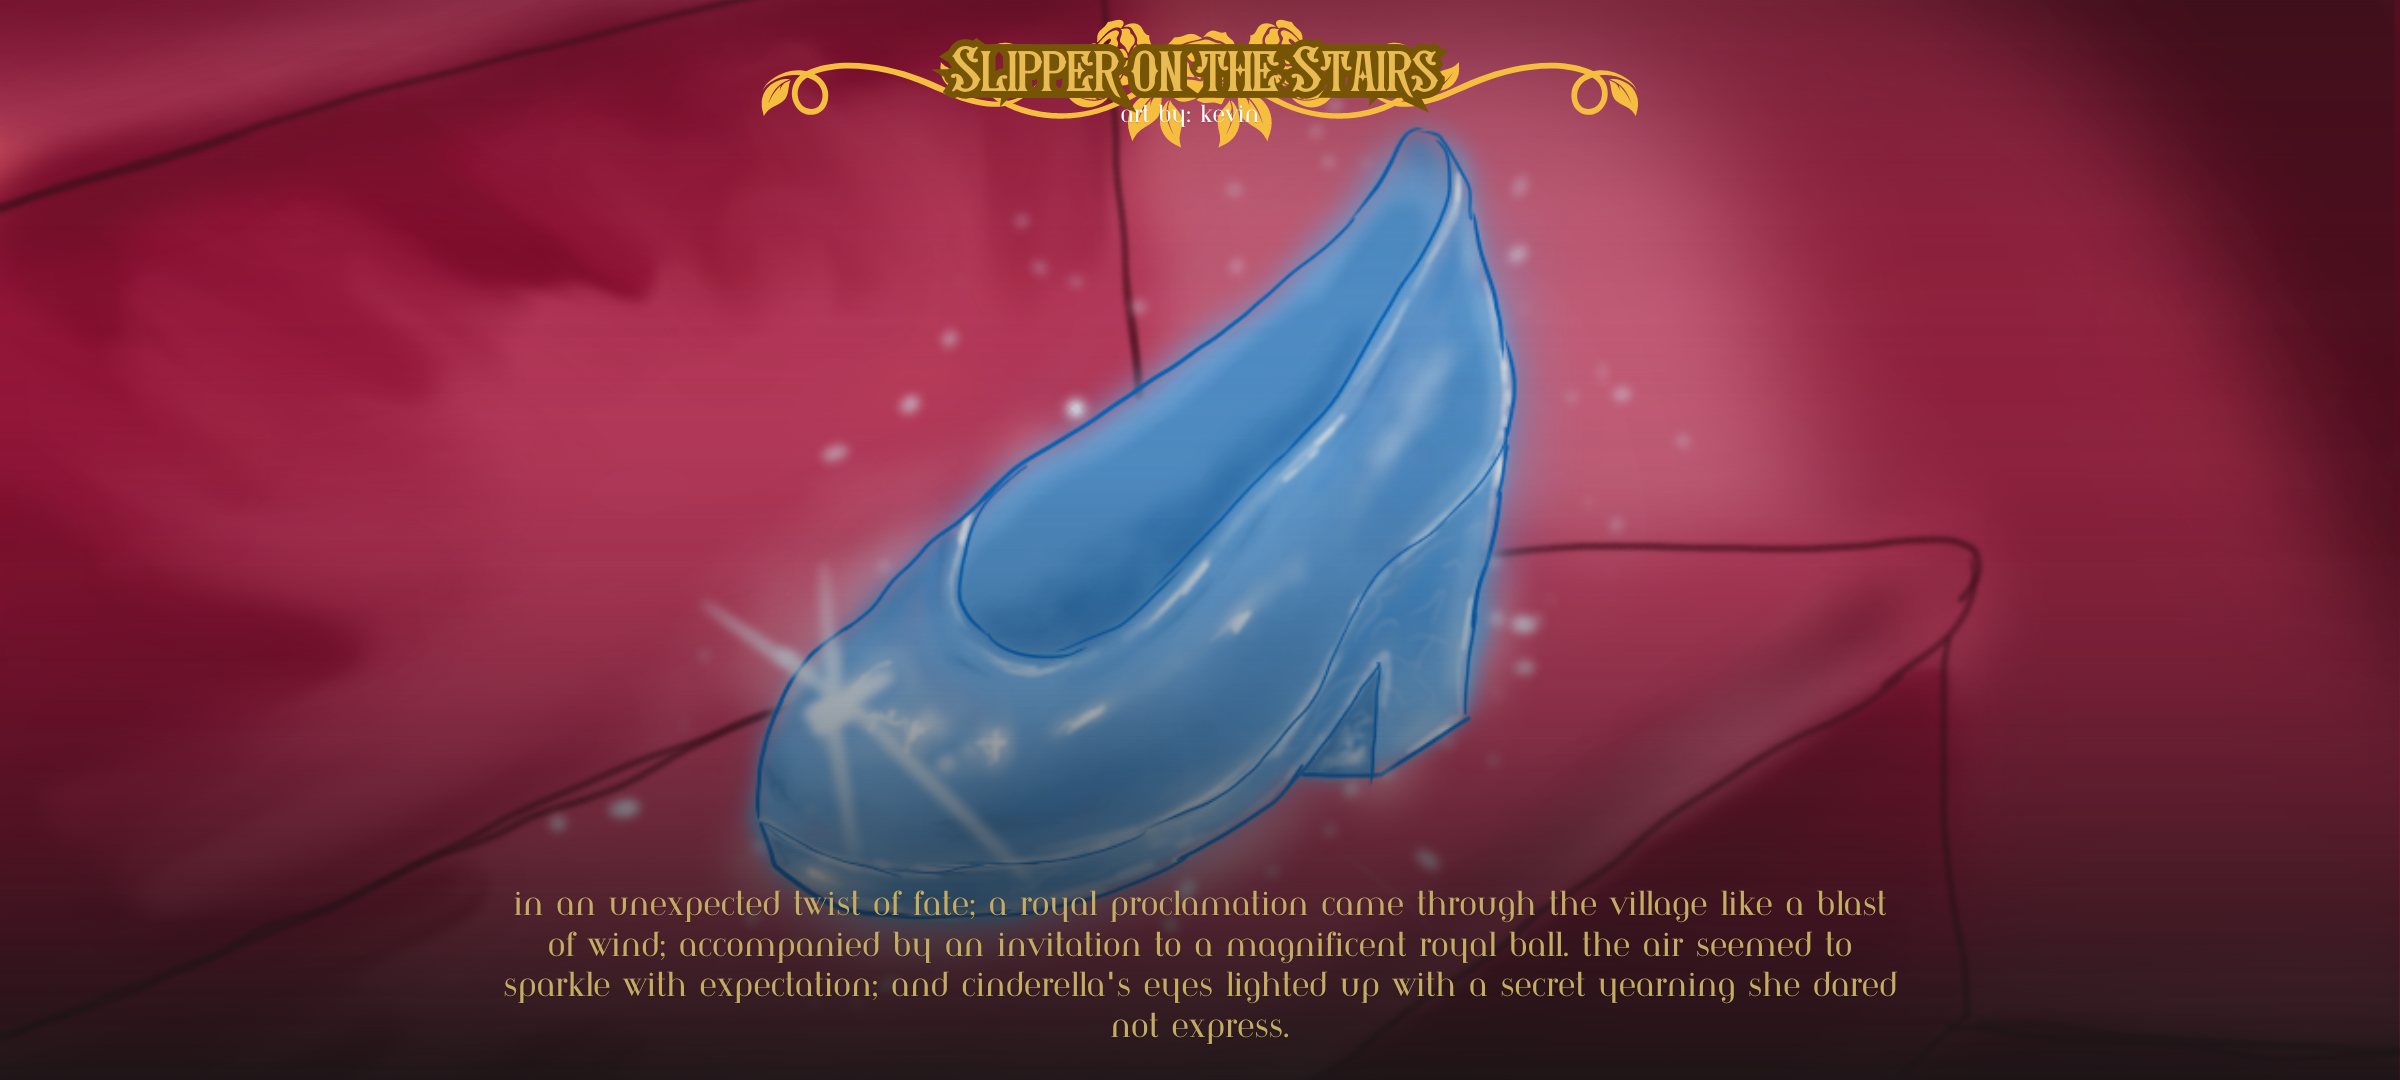 SLIPPER ON THE STAIRS
art by: kevin
in an unexpected twist of fate; a royal proclamation came through the village like a blast
of wind; accompanied by an invitation to a magnificent royal ball. the air seemed to
sparkle with expectation; and cinderella's eyes lighted up with a secret yearning she dared
not express.